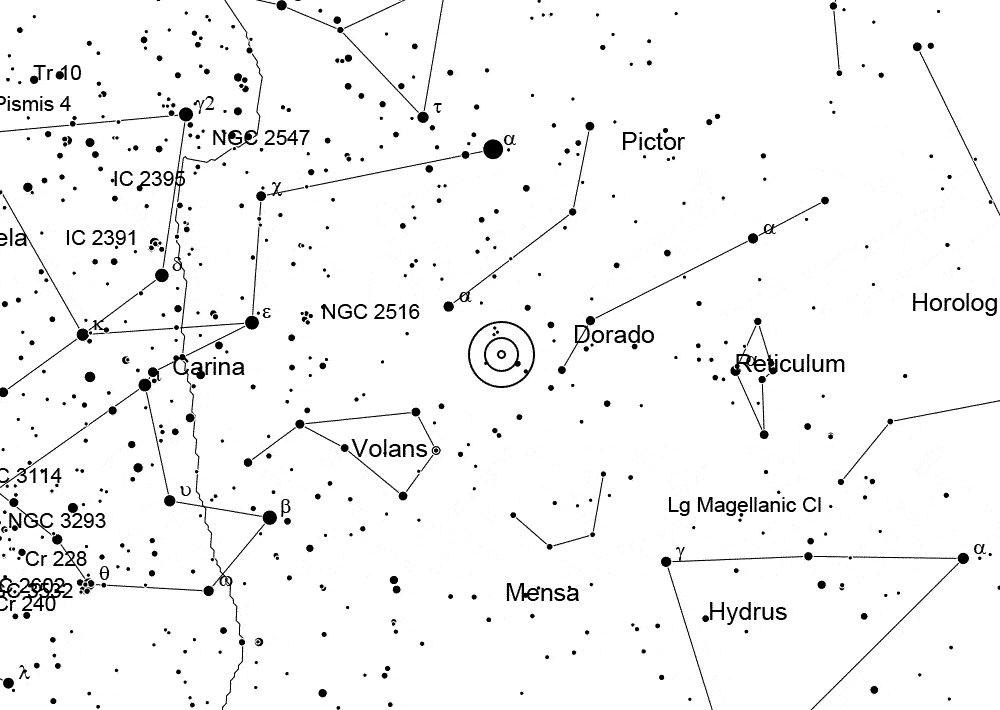 Tr 10
Pismis 4
γ2
τ
NGC 2547
α
Pictor
IC 2395
χ
ela
IC 2391
δ
α
α
Horolog
κ
ε
NGC 2516
Dorado
ι
Carina
α
Reticulum
Volans
C 3114
υ
β
Lg Magellanic Cl
NGC 3293
Cr 228
θ
ω
γ
α
Mensa
Cr 240
Hydrus
λ